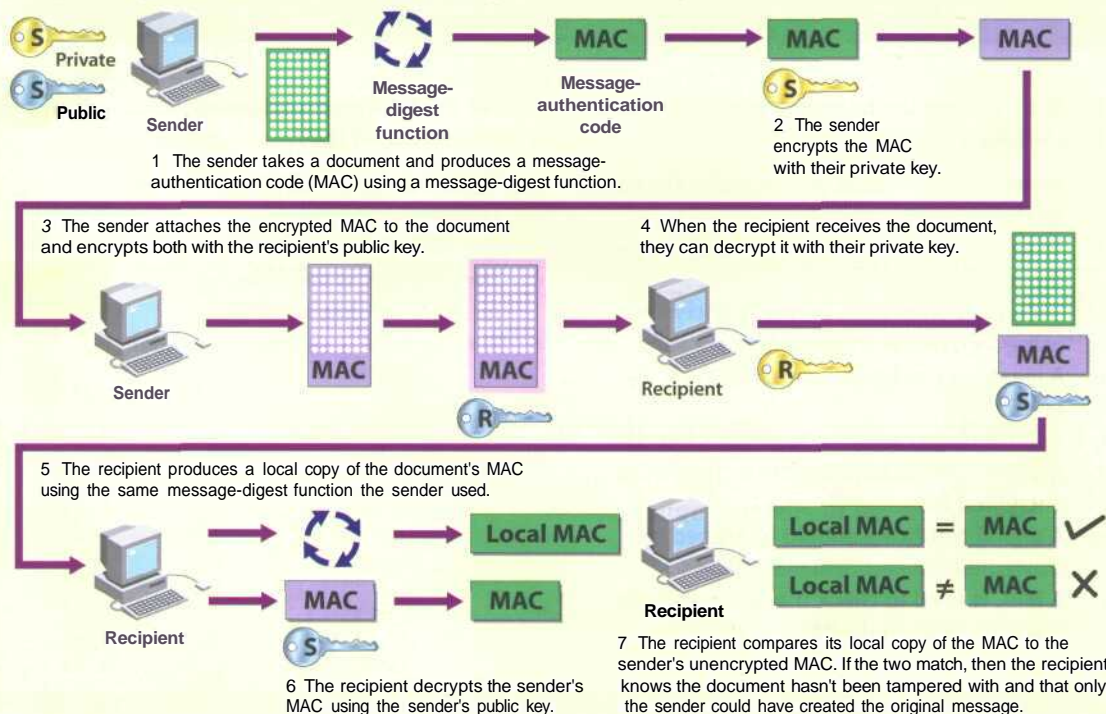 S
Private
S
Public
Sender
Message-
digest
function
MAC
Message-
authentication
code
MAC
S
MAC
1 The sender takes a document and produces a message-
authentication code (MAC) using a message-digest function.
2 The sender
encrypts the MAC
with their private key.
3 The sender attaches the encrypted MAC to the document
and encrypts both with the recipient's public key.
4 When the recipient receives the document,
they can decrypt it with their private key.
Sender
MAC
MAC
R
Recipient
R
MAC
S
5 The recipient produces a local copy of the document's MAC
using the same message-digest function the sender used.
Recipient
Local MAC
MAC
S
MAC
6 The recipient decrypts the sender's
MAC using the sender's public key.
Recipient
Local MAC = MAC
Local MAC ≠ MAC
7 The recipient compares its local copy of the MAC to the
sender's unencrypted MAC. If the two match, then the recipient
knows the document hasn't been tampered with and that only
the sender could have created the original message.